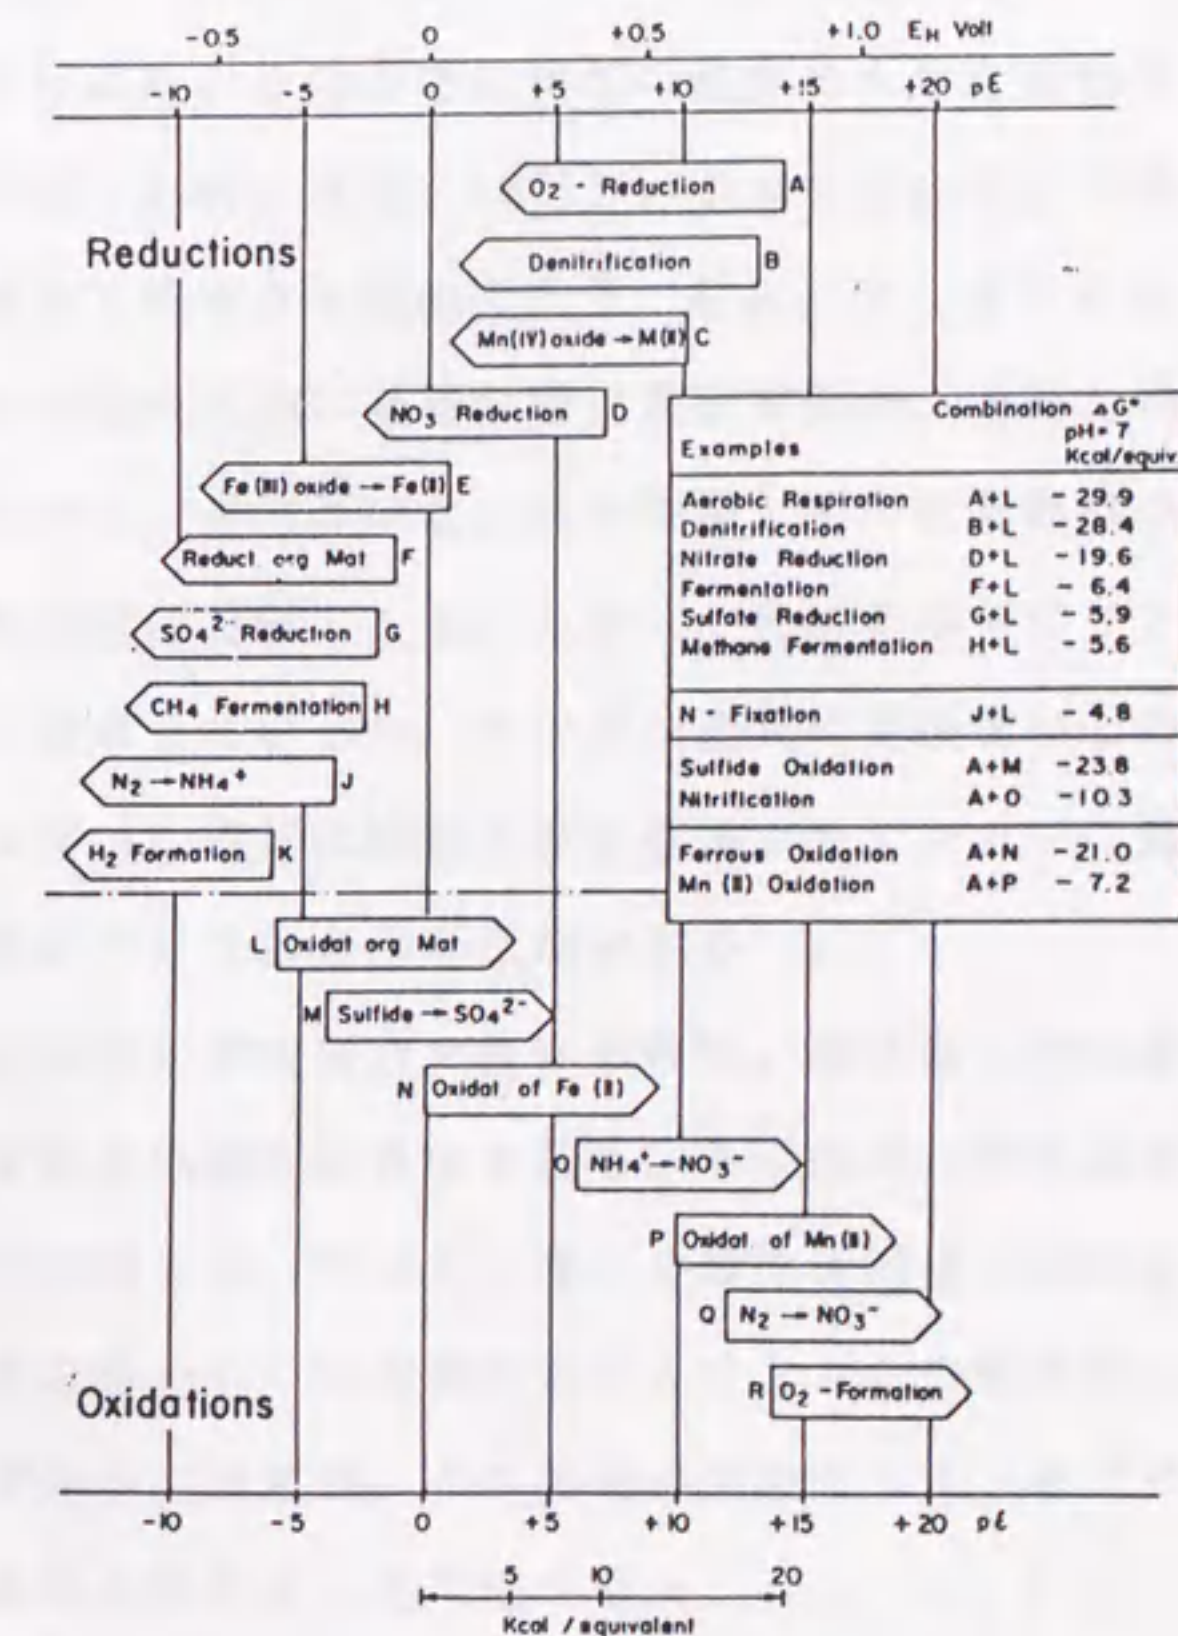 -0.5 0 +0.5 +1.0 EH Volt
-10 -5 0 +5 +10 +15 +20 pE
O2 - Reduction A
Reductions
Denitrification B
Mn(IV) oxide → M(II) C
NO3 Reduction D
Fe(III) oxide → Fe(II) E
Reduct. org Mat F
SO4 2- Reduction G
CH4 Fermentation H
N2 → NH4+ J
H2 Formation K
Combination ΔG°
pH = 7
Examples Kcal/equiv
Aerobic Respiration A+L - 29.9
Denitrification B+L - 28.4
Nitrate Reduction D+L - 19.6
Fermentation F+L - 6.4
Sulfate Reduction G+L - 5.9
Methane Fermentation H+L - 5.6
N - Fixation J+L - 4.8
Sulfide Oxidation A+M -23.8
Nitrification A+O -10.3
Ferrous Oxidation A+N -21.0
Mn (II) Oxidation A+P - 7.2
L Oxidat org Mat
M Sulfide → SO4 2-
N Oxidat. of Fe (II)
O NH4+ → NO3-
P Oxidat. of Mn (II)
Q N2 → NO3-
R O2 - Formation
Oxidations
-10 -5 0 +5 +10 +15 +20 pE
5 10 20
Kcal / equivalent